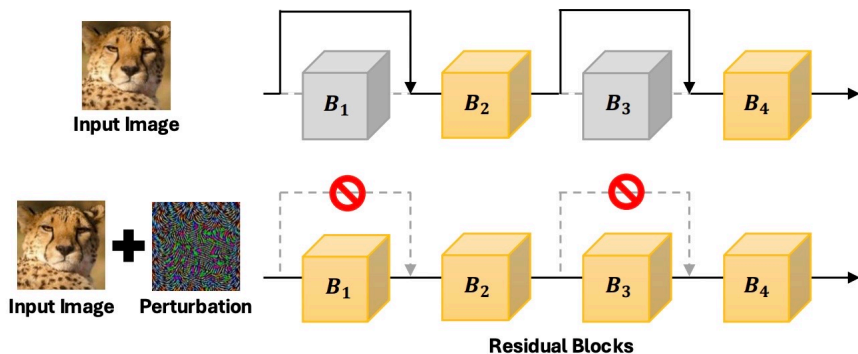 Input Image
B1
B2
B3
B4
Input Image
Perturbation
B1
B2
B3
B4
Residual Blocks